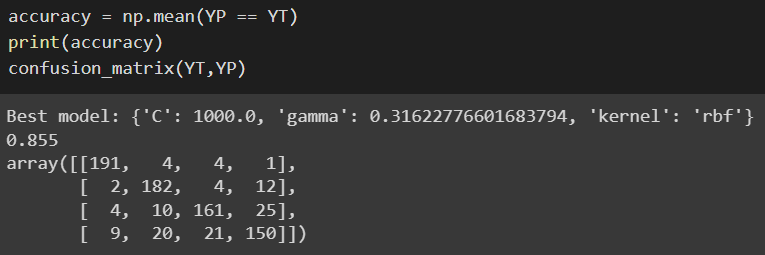 accuracy = np.mean(YP == YT)
print(accuracy)
confusion_matrix(YT,YP)
Best model: {'C': 1000.0, 'gamma': 0.31622776601683794, 'kernel': 'rbf'}
0.855
array([[191,   4,   4,   1],
       [  2, 182,   4,  12],
       [  4,  10, 161,  25],
       [  9,  20,  21, 150]])